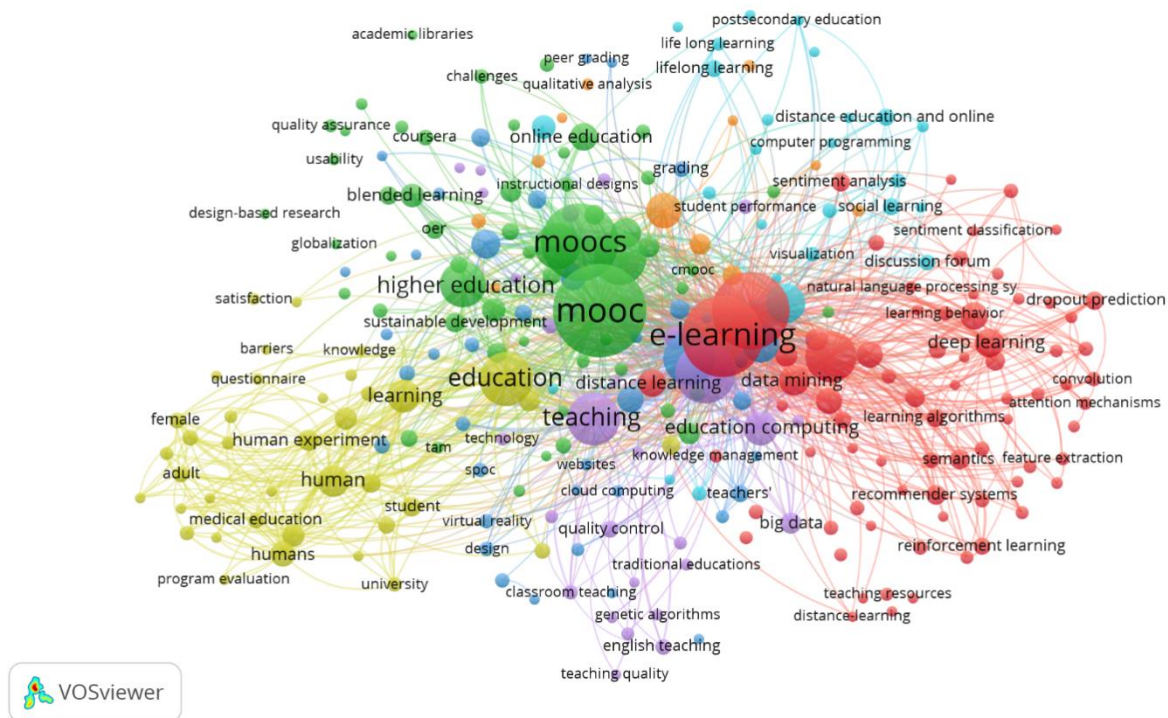 postsecondary education
academic libraries
life long learning
peer grading
lifelong learning
challenges
qualitative analysis
distance education and online
quality assurance
coursera
online education
computer programming
usability
grading
sentiment analysis
instructional designs
blended learning
student performance
social learning
design-based research
oer
sentiment classification
globalization
moocs
visualization
discussion forum
cmooc
higher education
natural language processing sy
satisfaction
dropout prediction
mooc
learning behavior
sustainable development
e-learning
deep learning
barriers
knowledge
questionnaire
education
distance learning
data mining
convolution
learning
attention mechanisms
female
teaching
learning algorithms
education computing
human experiment
tam
technology
knowledge management
semantics
feature extraction
adult
spoc
websites
human
cloud computing
teachers'
recommender systems
student
medical education
virtual reality
quality control
big data
humans
design
reinforcement learning
traditional educations
program evaluation
university
classroom teaching
teaching resources
genetic algorithms
distance-learning
english teaching
teaching quality
VOSviewer